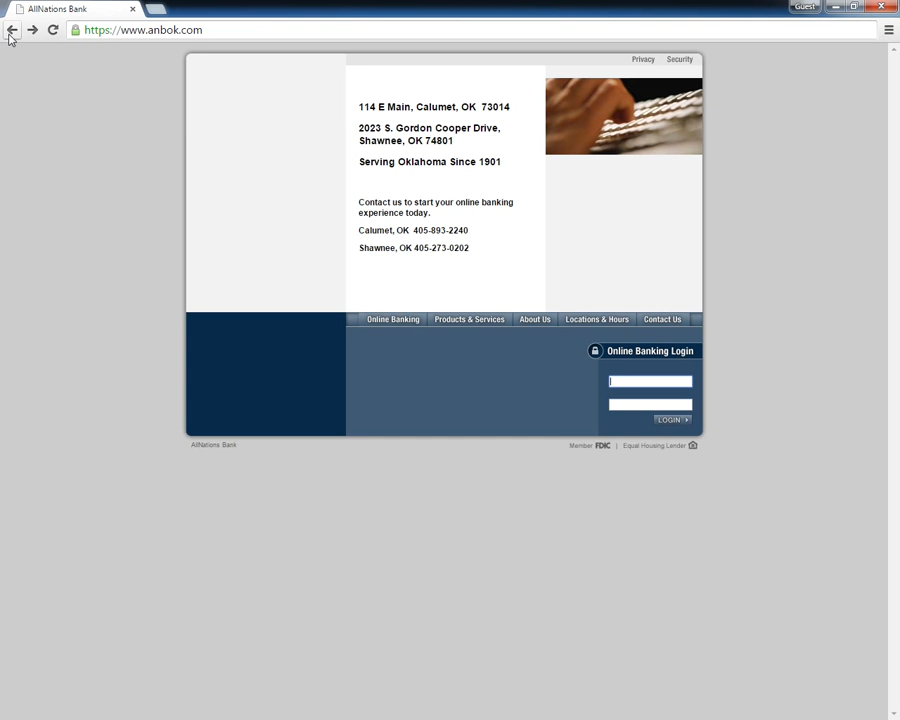 AllNations Bank
Guest
https://www.anbok.com
Privacy Security
114 E Main, Calumet, OK 73014
2023 S. Gordon Cooper Drive,
Shawnee, OK 74801
Serving Oklahoma Since 1901
Contact us to start your online banking
experience today.
Calumet, OK 405-893-2240
Shawnee, OK 405-273-0202
Online Banking Products & Services About Us Locations & Hours Contact Us
Online Banking Login
LOGIN
AllNations Bank
Member FDIC | Equal Housing Lender